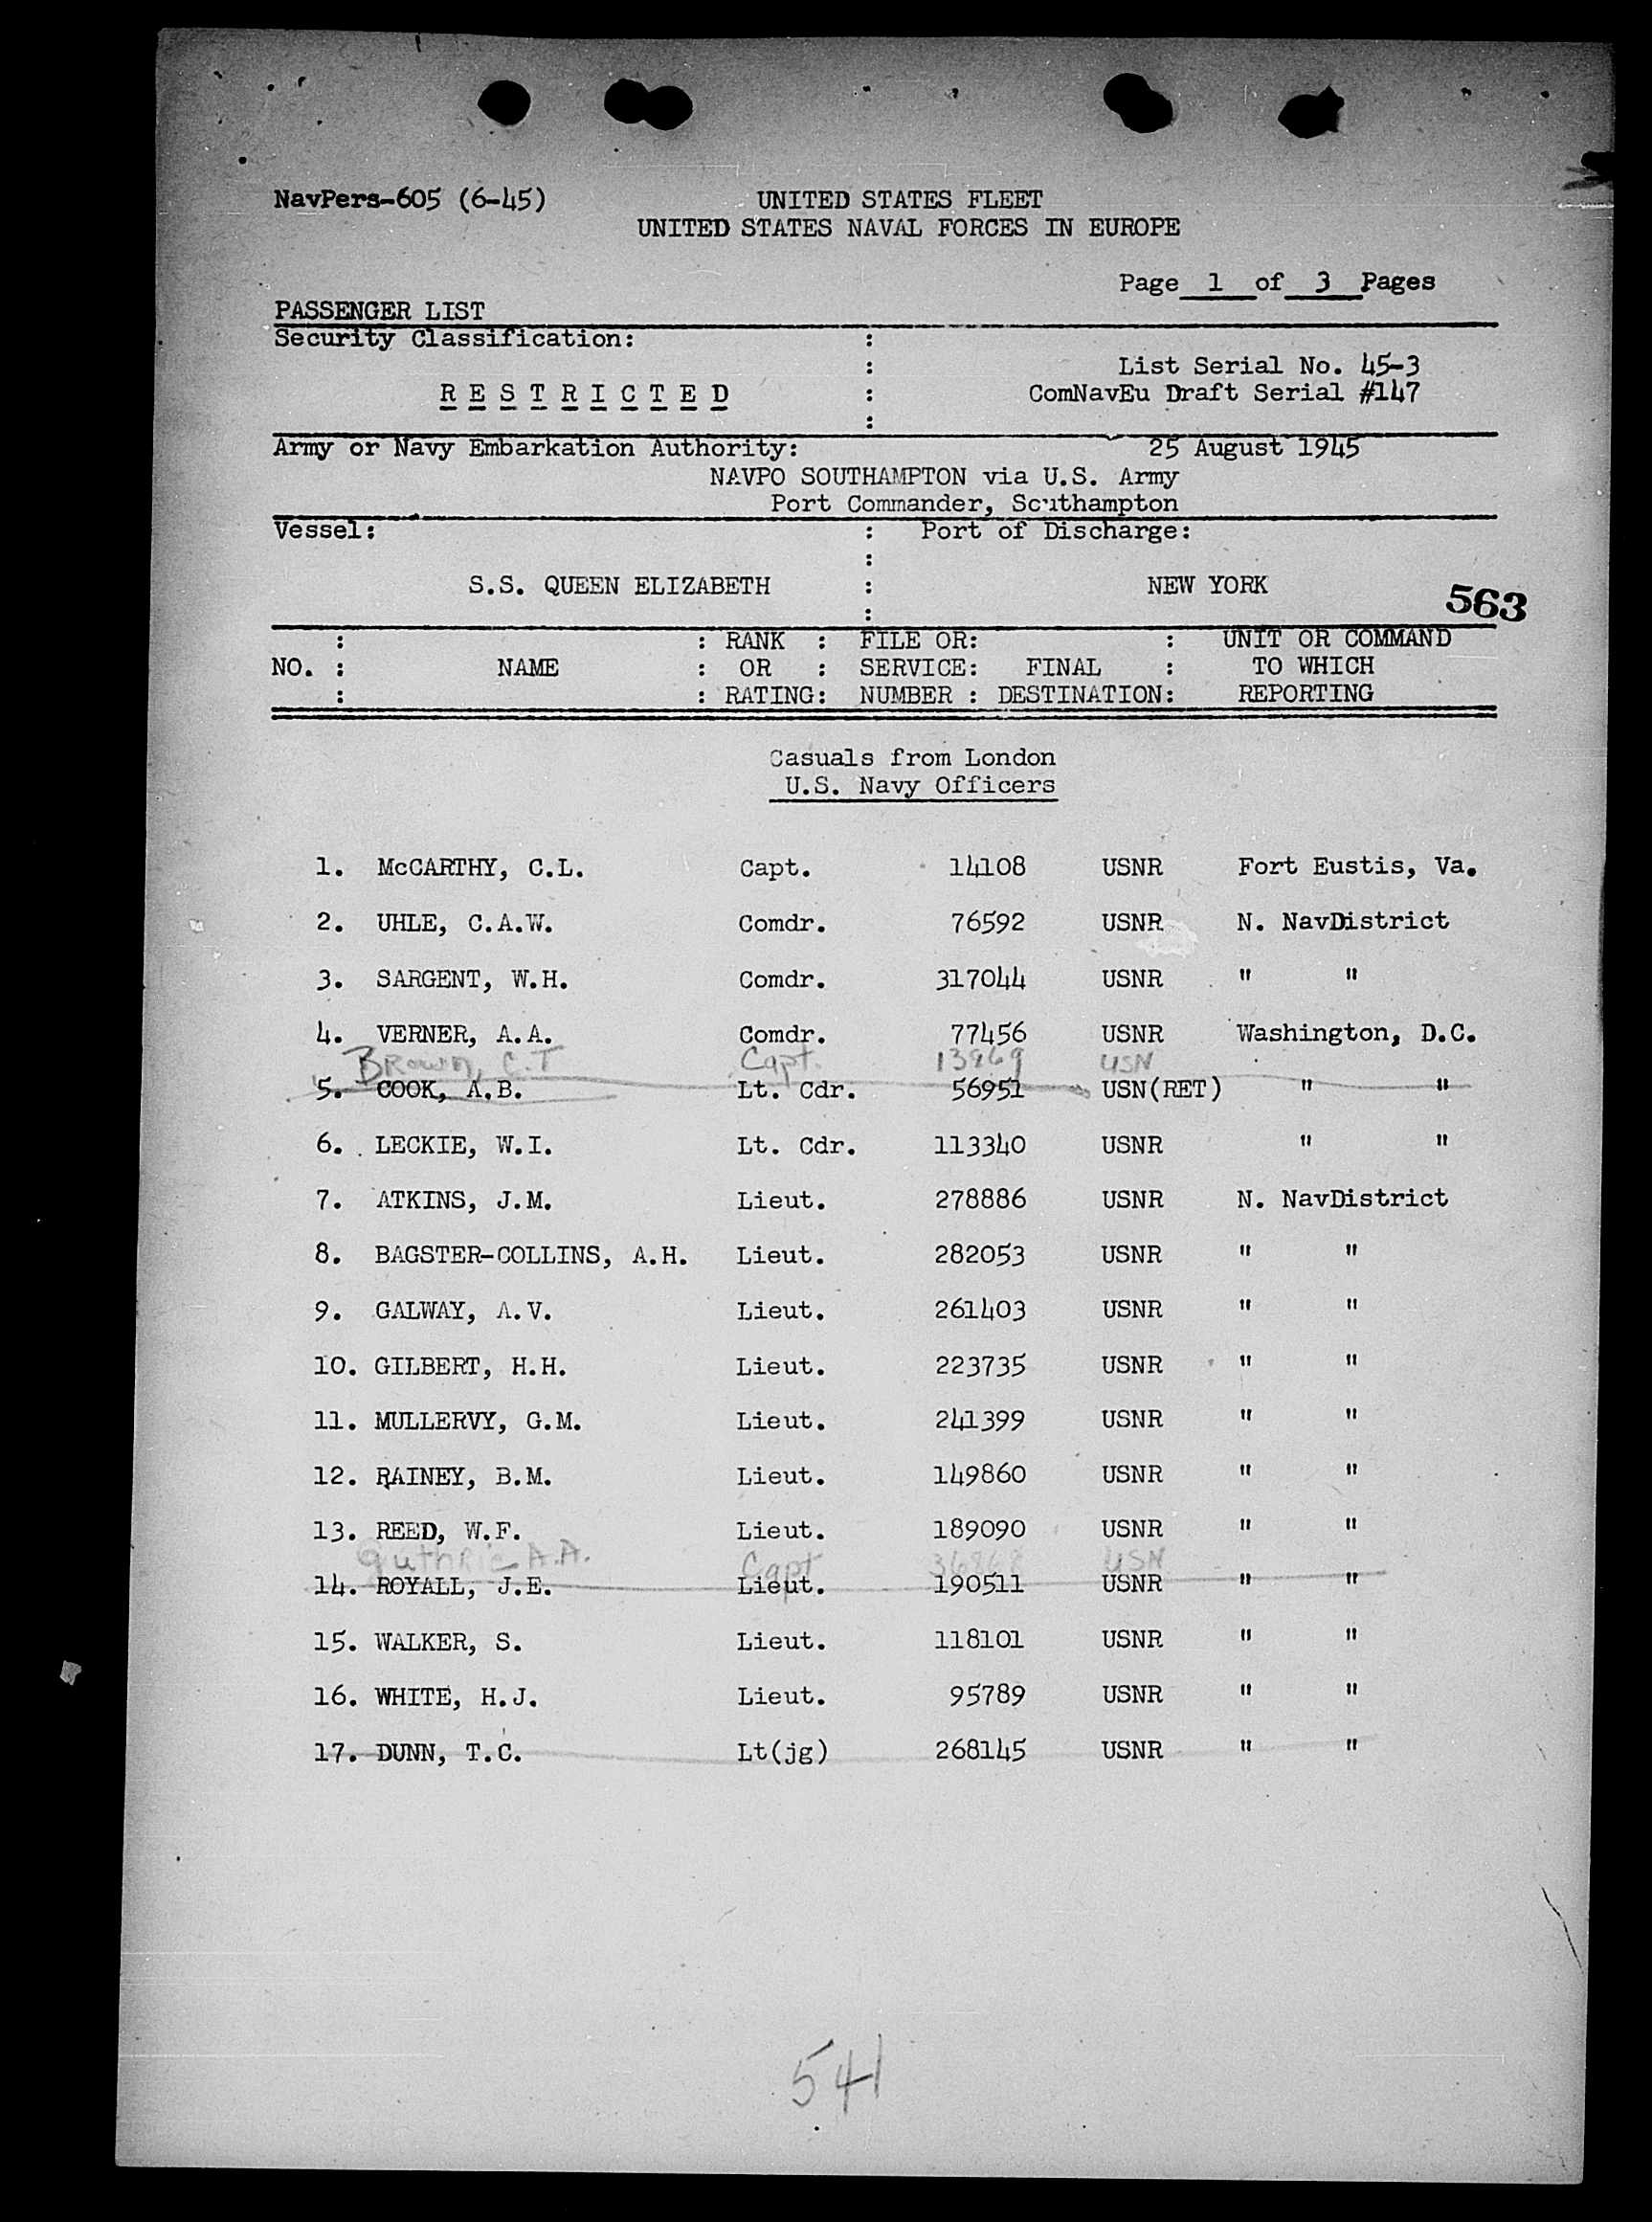 NavPers-605 (6-45) UNITED STATES FLEET
UNITED STATES NAVAL FORCES IN EUROPE
Page 1 of 3 Pages
PASSENGER LIST
Security Classification: :
: List Serial No. 45-3
R E S T R I C T E D : ComNavEu Draft Serial #147
:
Army or Navy Embarkation Authority: 25 August 1945
NAVPO SOUTHAMPTON via U.S. Army
Port Commander, Southampton
Vessel: : Port of Discharge:
:
S.S. QUEEN ELIZABETH : NEW YORK 563
:
: : RANK : FILE OR: : UNIT OR COMMAND
NO. : NAME : OR : SERVICE: FINAL : TO WHICH
: : RATING: NUMBER : DESTINATION: REPORTING
Casuals from London
U.S. Navy Officers
1. McCARTHY, C.L. Capt. 14108 USNR Fort Eustis, Va.
2. UHLE, C.A.W. Comdr. 76592 USNR N. NavDistrict
3. SARGENT, W.H. Comdr. 317044 USNR " "
4. VERNER, A.A. Comdr. 77456 USNR Washington, D.C.
Brown, C.T Capt. 13969 USN
5. COOK, A.B. Lt. Cdr. 56951 USN(RET) " "
6. LECKIE, W.I. Lt. Cdr. 113340 USNR " "
7. ATKINS, J.M. Lieut. 278886 USNR N. NavDistrict
8. BAGSTER-COLLINS, A.H. Lieut. 282053 USNR " "
9. GALWAY, A.V. Lieut. 261403 USNR " "
10. GILBERT, H.H. Lieut. 223735 USNR " "
11. MULLERVY, G.M. Lieut. 241399 USNR " "
12. RAINEY, B.M. Lieut. 149860 USNR " "
13. REED, W.F. Lieut. 189090 USNR " "
Guthrie A.A. Capt USN
14. ROYALL, J.E. Lieut. 190511 USNR " "
15. WALKER, S. Lieut. 118101 USNR " "
16. WHITE, H.J. Lieut. 95789 USNR " "
17. DUNN, T.C. Lt(jg) 268145 USNR " "
541